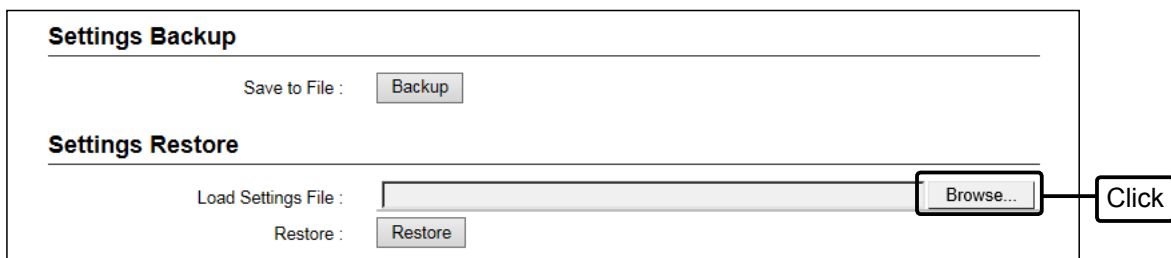 Settings Backup
Save to File : Backup
Settings Restore
Load Settings File : Browse... Click
Restore : Restore